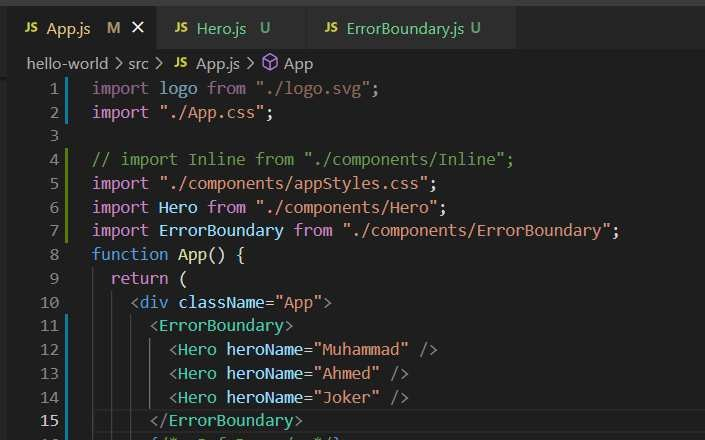 JS App.js M × JS Hero.js U JS ErrorBoundary.js U
hello-world > src > JS App.js > App
1 import logo from "./logo.svg";
2 import "./App.css";
3
4 // import Inline from "./components/Inline";
5 import "./components/appStyles.css";
6 import Hero from "./components/Hero";
7 import ErrorBoundary from "./components/ErrorBoundary";
8 function App() {
9 return (
10 <div className="App">
11 <ErrorBoundary>
12 <Hero heroName="Muhammad" />
13 <Hero heroName="Ahmed" />
14 <Hero heroName="Joker" />
15 </ErrorBoundary>